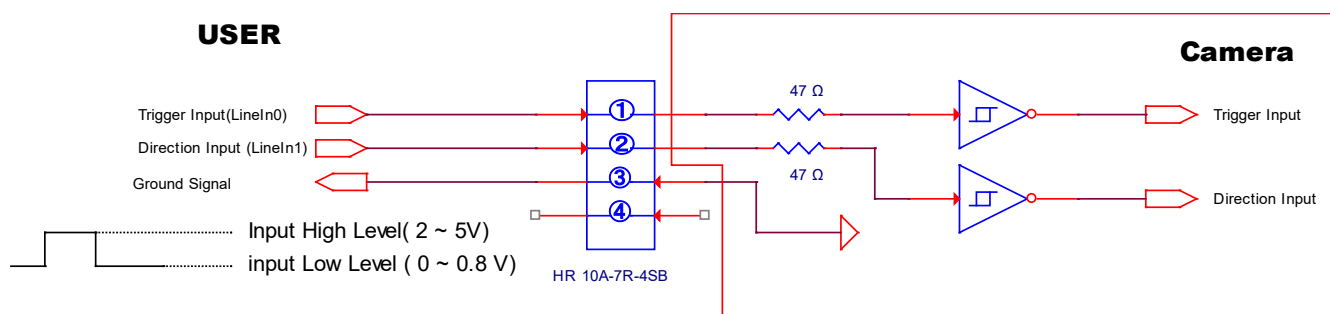 USER
Camera
47 Ω
Trigger Input(LineIn0)
①
Trigger Input
Direction Input (LineIn1)
②
47 Ω
Ground Signal
③
Direction Input
④
Input High Level( 2 ~ 5V)
input Low Level ( 0 ~ 0.8 V)
HR 10A-7R-4SB